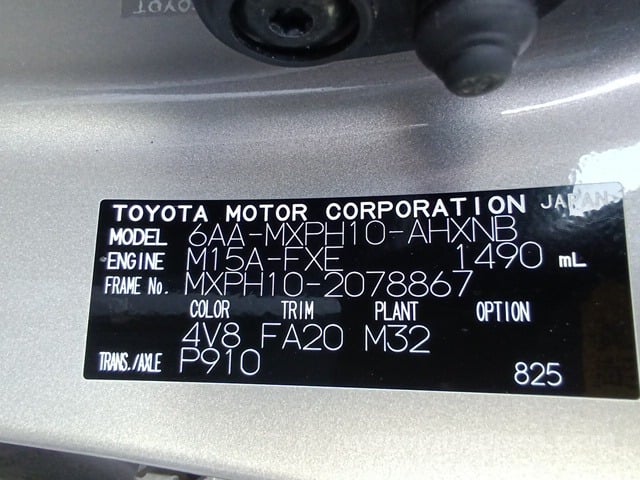 TOYOTA
TOYOTA MOTOR CORPORATION JAPAN
MODEL 6AA-MXPH10-AHXNB
ENGINE M15A-FXE 1490 mL
FRAME No. MXPH10-2078867
COLOR TRIM PLANT OPTION
4V8 FA20 M32
TRANS./AXLE P910
825